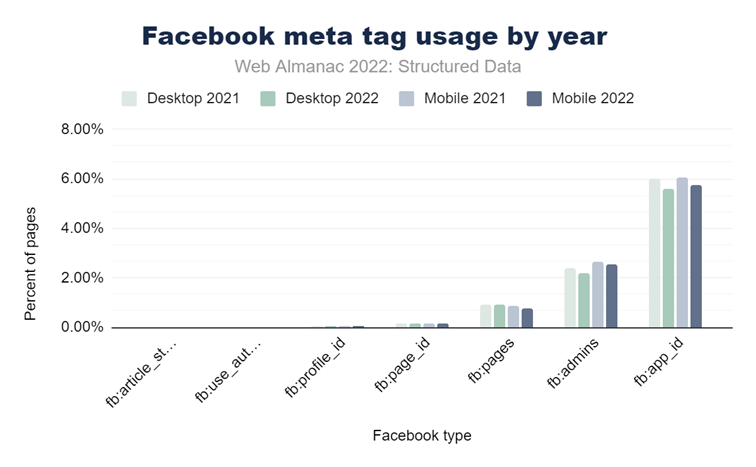 Facebook meta tag usage by year
Web Almanac 2022: Structured Data
Desktop 2021 Desktop 2022 Mobile 2021 Mobile 2022
8.00%
6.00%
4.00%
2.00%
0.00%
Percent of pages
fb:article_st…
fb:use_aut…
fb:profile_id
fb:page_id
fb:pages
fb:admins
fb:app_id
Facebook type